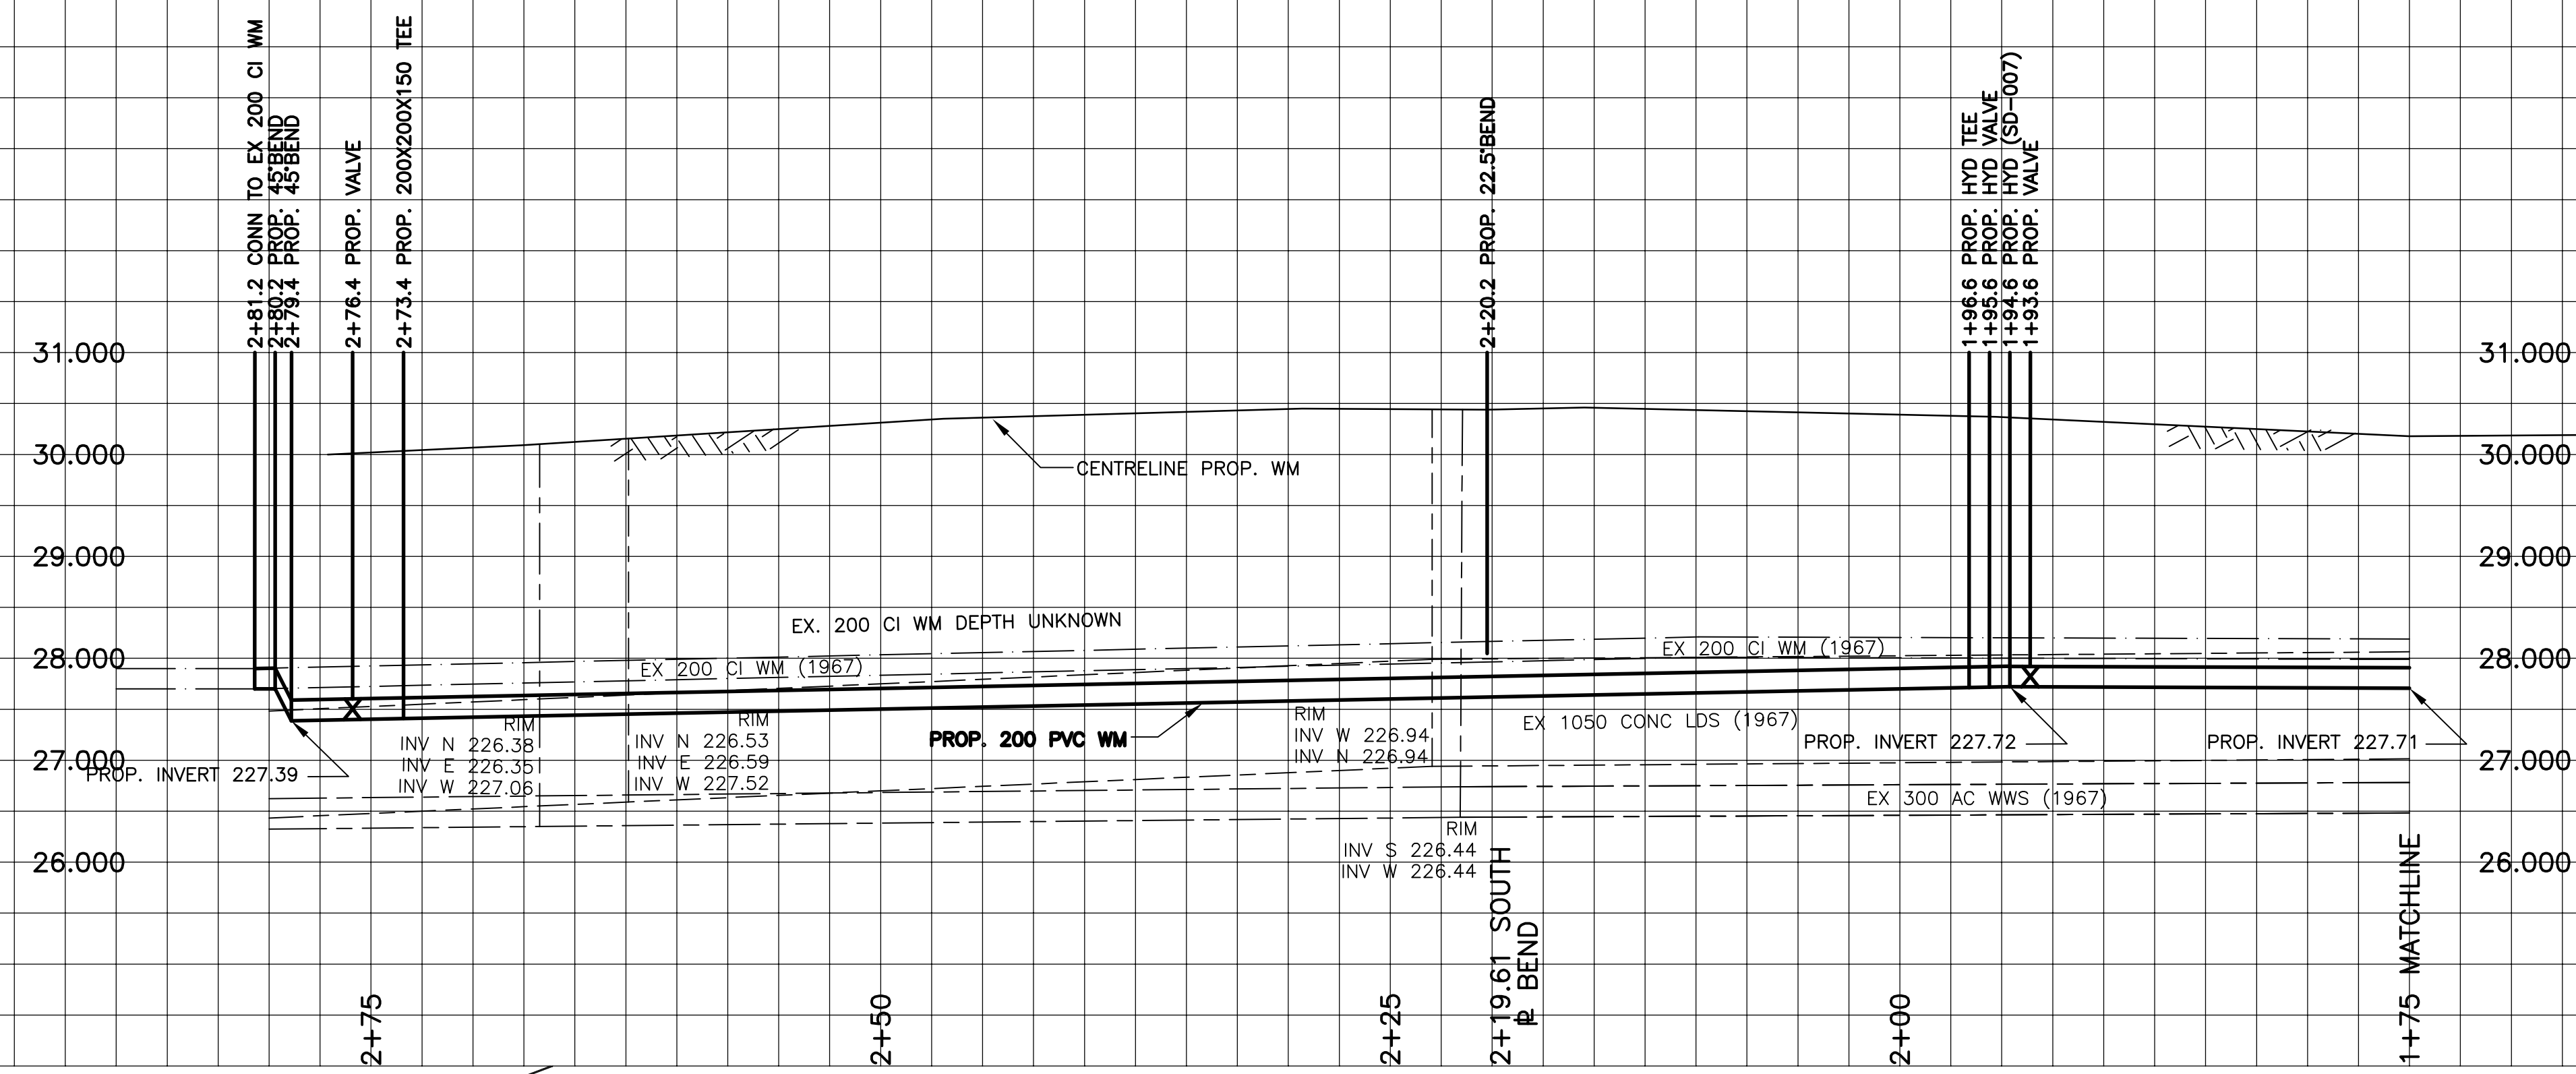 2+81.2 CONN TO EX 200 CI WM
2+80.2 PROP. 45°BEND
2+79.4 PROP. 45°BEND
2+76.4 PROP. VALVE
2+73.4 PROP. 200X200X150 TEE
2+20.2 PROP. 22.5°BEND
1+96.6 PROP. HYD TEE
1+95.6 PROP. HYD VALVE
1+94.6 PROP. HYD (SD-007)
1+93.6 PROP. VALVE
31.000
31.000
30.000
30.000
CENTRELINE PROP. WM
29.000
29.000
EX. 200 CI WM DEPTH UNKNOWN
28.000
EX 200 CI WM (1967)
EX 200 CI WM (1967)
28.000
RIM
INV N 226.38
INV E 226.35
INV W 227.06
RIM
INV N 226.53
INV E 226.59
INV W 227.52
PROP. 200 PVC WM
RIM
INV W 226.94
INV N 226.94
EX 1050 CONC LDS (1967)
PROP. INVERT 227.72
PROP. INVERT 227.71
27.000
27.000
PROP. INVERT 227.39
EX 300 AC WWS (1967)
RIM
INV S 226.44
INV W 226.44
26.000
26.000
2+75
2+50
2+25
2+19.61 SOUTH
PL BEND
2+00
1+75 MATCHLINE